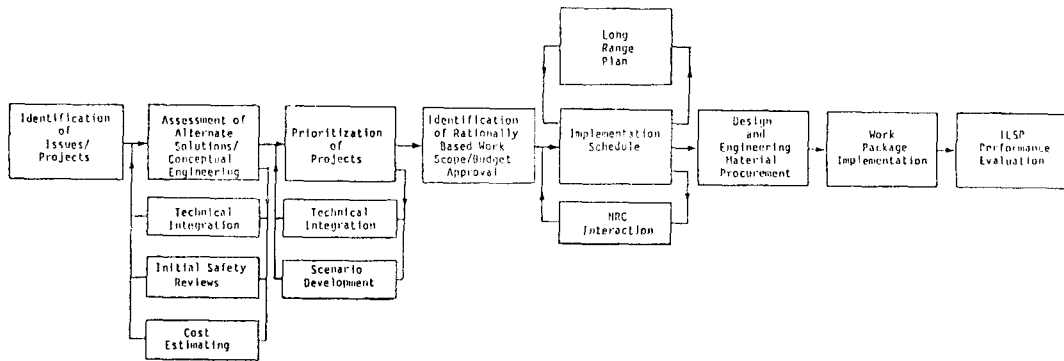 Long
Range
Plan
Identification
of
Issues/
Projects
Assessment of
Alternate
Solutions/
Conceptual
Engineering
Prioritization
of
Projects
Identification
of Rationally
Based Work
Scope/Budget
Approval
Implementation
Schedule
Design
and
Engineering
Material
Procurement
Work
Package
Implementation
ILSP
Performance
Evaluation
Technical
Integration
Technical
Integration
NRC
Interaction
Initial Safety
Reviews
Scenario
Development
Cost
Estimating